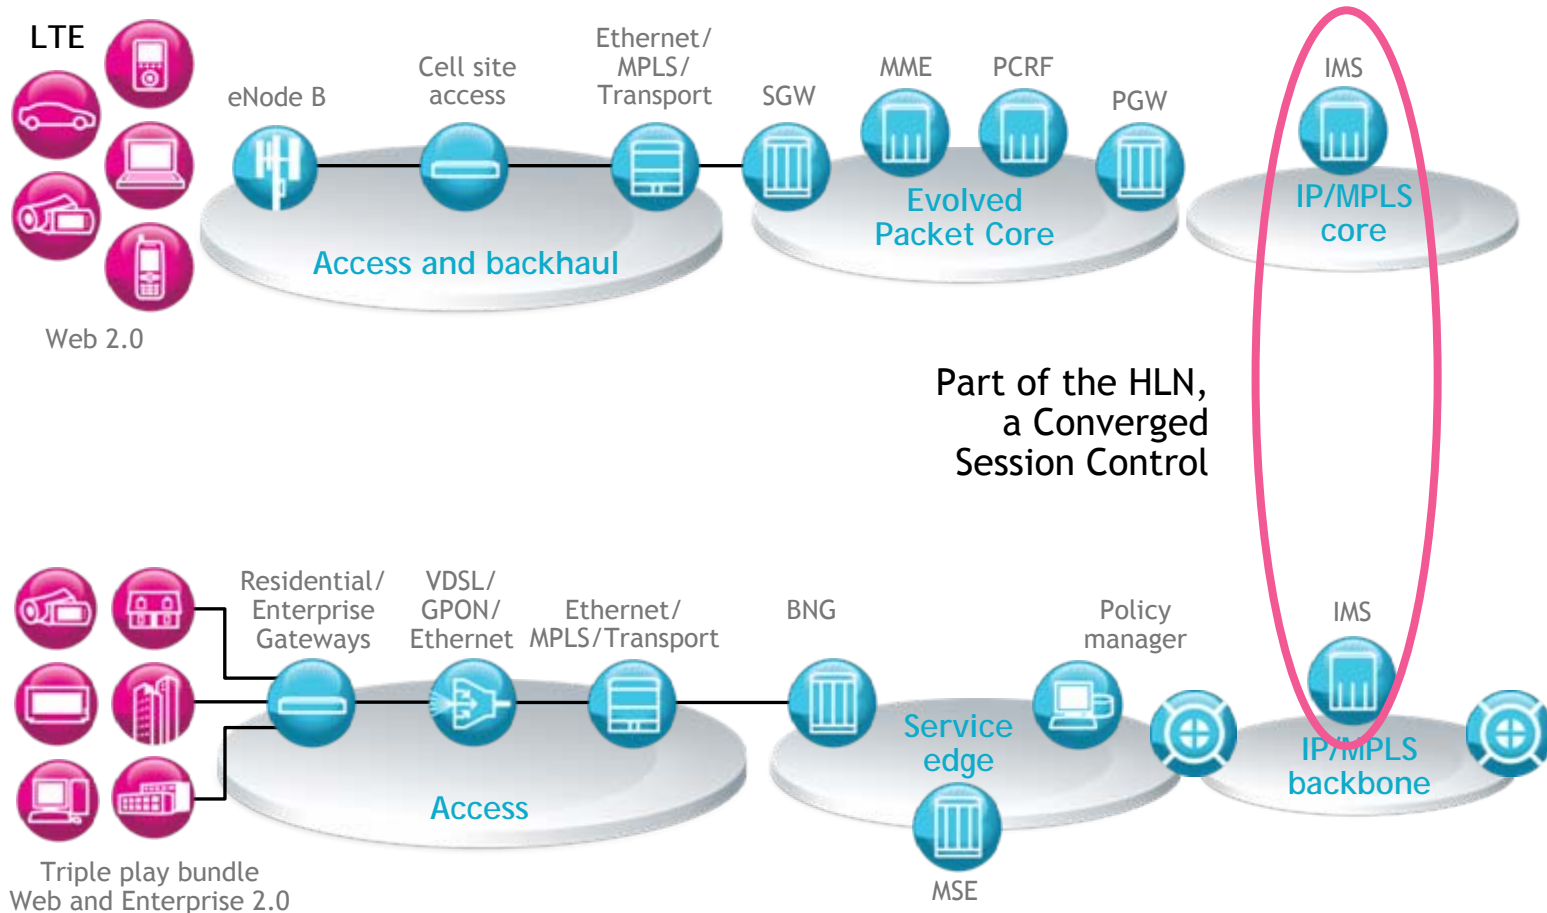 LTE
eNode B
Cell site
access
Ethernet/
MPLS/
Transport
SGW
MME
PCRF
PGW
IMS
Access and backhaul
Evolved
Packet Core
IP/MPLS
core
Web 2.0
Part of the HLN,
a Converged
Session Control
Residential/
Enterprise
Gateways
VDSL/
GPON/
Ethernet
Ethernet/
MPLS/Transport
BNG
Policy
manager
IMS
Access
Service
edge
IP/MPLS
backbone
MSE
Triple play bundle
Web and Enterprise 2.0